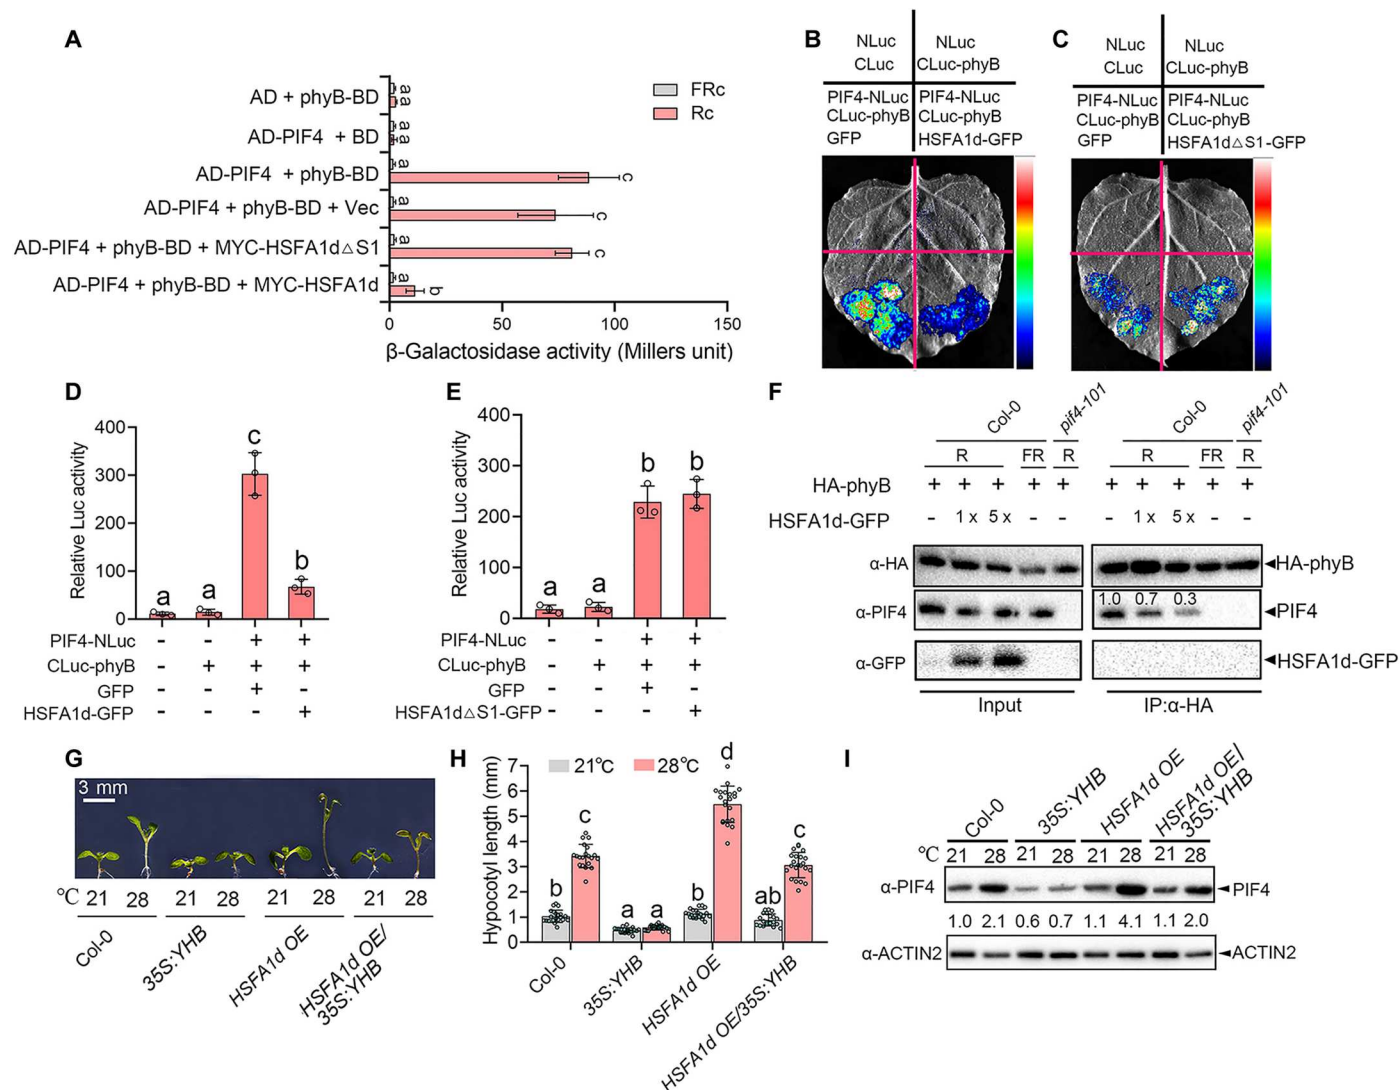 A
FRc
Rc
AD + phyB-BD
a
a
AD-PIF4 + BD
a
a
AD-PIF4 + phyB-BD
a
c
AD-PIF4 + phyB-BD + Vec
a
c
AD-PIF4 + phyB-BD + MYC-HSFA1d△S1
a
c
AD-PIF4 + phyB-BD + MYC-HSFA1d
a
b
0 50 100 150
β-Galactosidase activity (Millers unit)
B
NLuc NLuc
CLuc CLuc-phyB
PIF4-NLuc PIF4-NLuc
CLuc-phyB CLuc-phyB
GFP HSFA1d-GFP
C
NLuc NLuc
CLuc CLuc-phyB
PIF4-NLuc PIF4-NLuc
CLuc-phyB CLuc-phyB
GFP HSFA1d△S1-GFP
D
Relative Luc activity
400
300
200
100
0
a a c b
PIF4-NLuc - - + +
CLuc-phyB - + + +
GFP - - + -
HSFA1d-GFP - - - +
E
Relative Luc activity
400
300
200
100
0
a a b b
PIF4-NLuc - - + +
CLuc-phyB - + + +
GFP - - + -
HSFA1d△S1-GFP - - - +
F
Col-0 pif4-101 Col-0 pif4-101
R FR R R FR R
HA-phyB + + + + + + + + + +
HSFA1d-GFP - 1 x 5 x - - - 1 x 5 x - -
α-HA HA-phyB
1.0 0.7 0.3
α-PIF4 PIF4
α-GFP HSFA1d-GFP
Input IP:α-HA
G
3 mm
℃ 21 28 21 28 21 28 21 28
Col-0
35S:YHB
HSFA1d OE
HSFA1d OE/
35S:YHB
H
Hypocotyl length (mm)
21℃ 28℃
7
6
5
4
3
2
1
0
b c a a b d ab c
Col-0
35S:YHB
HSFA1d OE
HSFA1d OE/35S:YHB
I
Col-0
35S:YHB
HSFA1d OE
HSFA1d OE/
35S:YHB
℃ 21 28 21 28 21 28 21 28
α-PIF4 PIF4
1.0 2.1 0.6 0.7 1.1 4.1 1.1 2.0
α-ACTIN2 ACTIN2